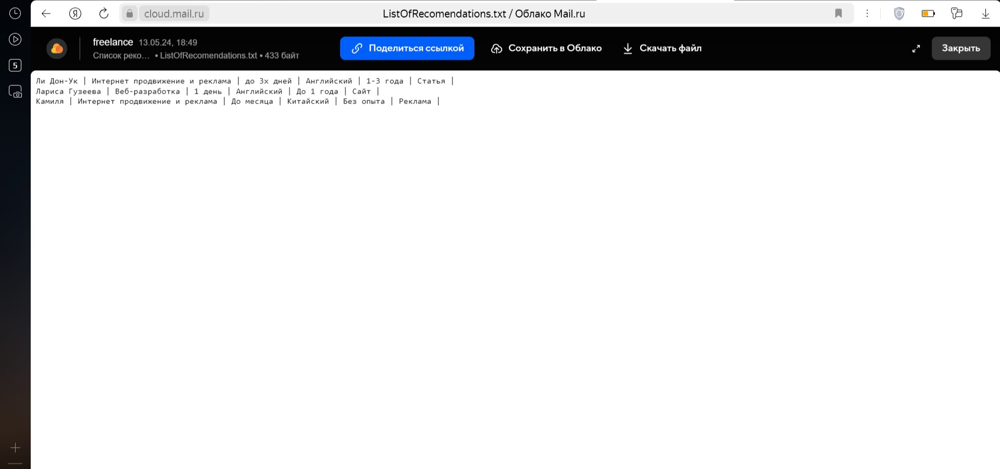 cloud.mail.ru
ListOfRecomendations.txt / Облако Mail.ru
5
freelance 13.05.24, 18:49
Список реко... • ListOfRecomendations.txt • 433 байт
Поделиться ссылкой
Сохранить в Облако
Скачать файл
Закрыть
Ли Дон-Ук | Интернет продвижение и реклама | до 3х дней | Английский | 1-3 года | Статья |
Лариса Гузеева | Веб-разработка | 1 день | Английский | До 1 года | Сайт |
Камиля | Интернет продвижение и реклама | До месяца | Китайский | Без опыта | Реклама |